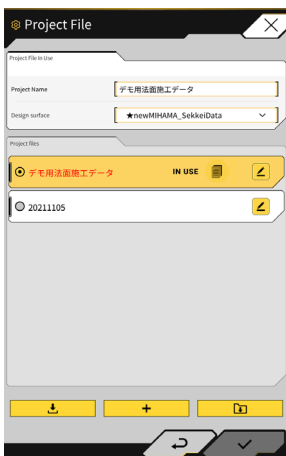 Project File
Project File In Use
Project Name
デモ用法面施工データ
Design surface
★newMIHAMA_SekkeiData
Project files
デモ用法面施工データ IN USE
20211105